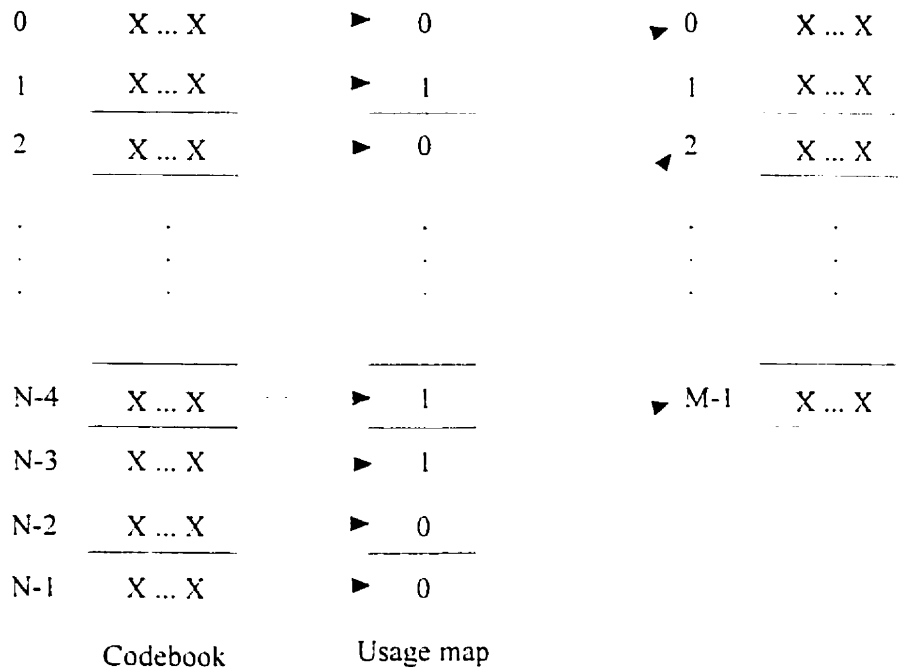 0 X ... X 0 0 X ... X
1 X ... X 1 1 X ... X
2 X ... X 0 2 X ... X
. . . . .
. . . . .
. . . . .
N-4 X ... X 1 M-1 X ... X
N-3 X ... X 1
N-2 X ... X 0
N-1 X ... X 0
Codebook Usage map